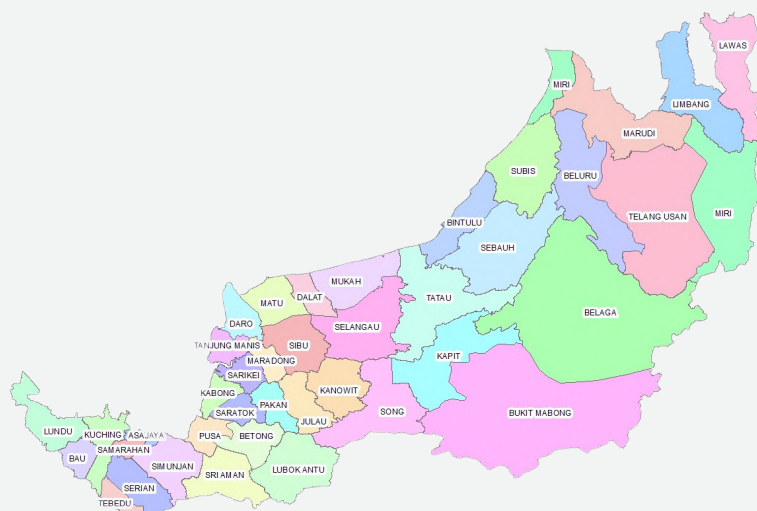 LAWAS
MIRI
LIMBANG
MARUDI
SUBIS
BELURU
TELANG USAN
MIRI
BINTULU
SEBAUH
MUKAH
DALAT
MATU
TATAU
BELAGA
DARO
SELANGAU
TANJUNG MANIS
SIBU
KAPIT
MARADONG
SARIKEI
KABONG
KANOWIT
PAKAN
SARATOK
SONG
BUKIT MABONG
JULAU
LUNDU
KUCHING
ASAJAYA
PUSA
BETONG
SAMARAHAN
BAU
SIMUNJAN
LUBOK ANTU
SRI AMAN
SERIAN
TEBEDU